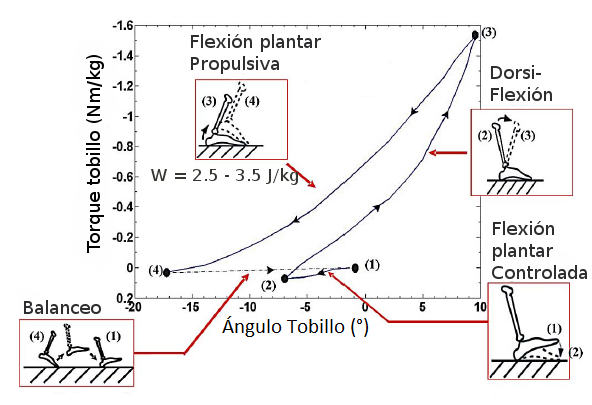 -1.6
-1.4
-1.2
-1
-0.8
-0.6
-0.4
-0.2
0
0.2
Torque tobillo (Nm/kg)
-20
-15
-10
-5
0
5
10
Ángulo Tobillo (°)
Flexión plantar
Propulsiva
(3)
(4)
W = 2.5 - 3.5 J/kg
(3)
Dorsi-
Flexión
(2)
(3)
Flexión
plantar
Controlada
(1)
(2)
(4)
(2)
(1)
Balanceo
(4)
(1)